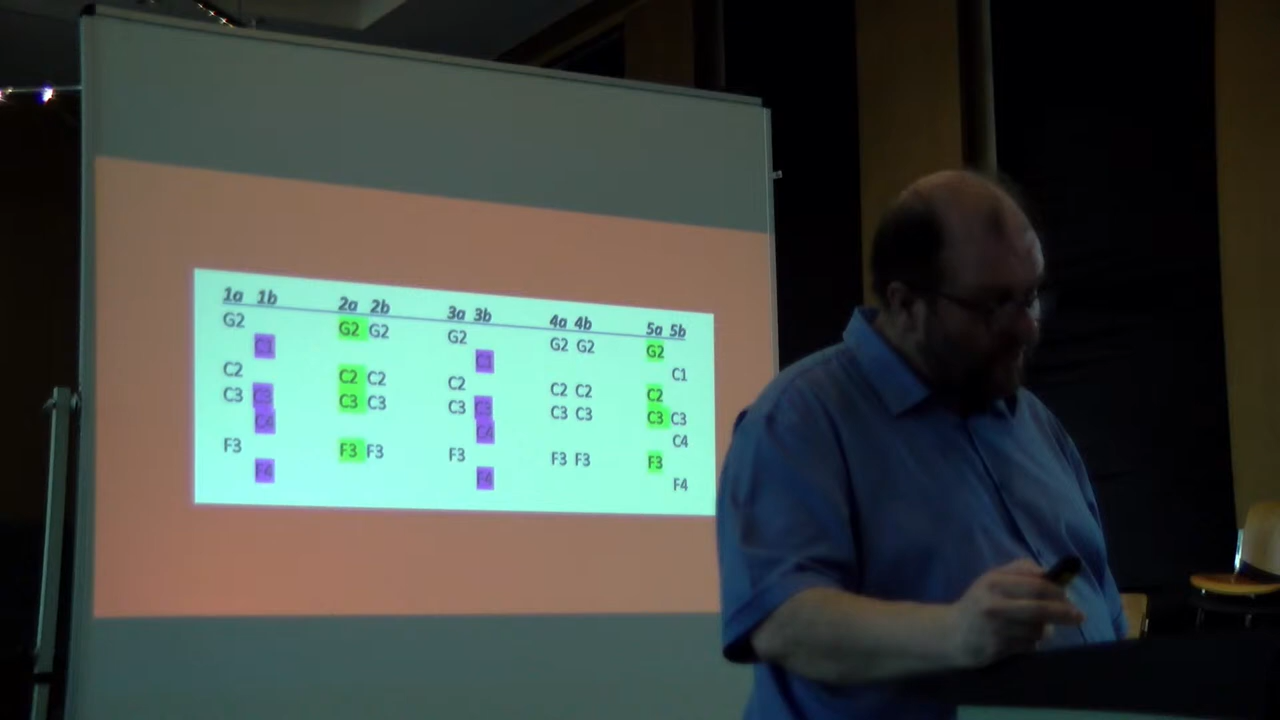 1a 1b 2a 2b 3a 3b 4a 4b 5a 5b
G2 G2 G2 G2 G2 G2 G2
C1 C1 C1
C2 C2 C2 C2 C2 C2 C2
C3 C3 C3 C3 C3 C3 C3 C3 C3 C3
C4 C4 C4
F3 F3 F3 F3 F3 F3 F3
F4 F4 F4